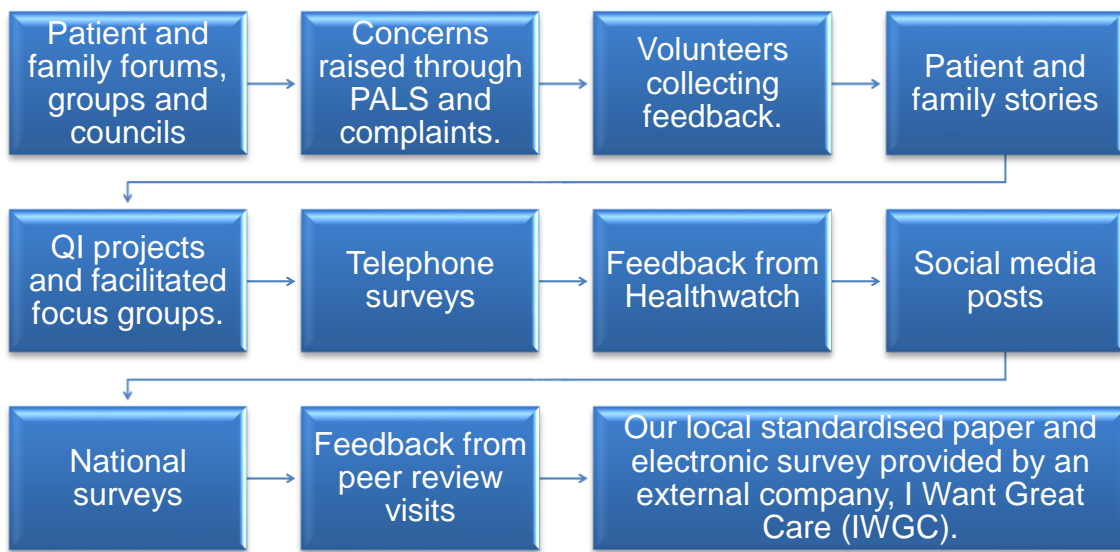 Patient and
family forums,
groups and
councils
Concerns
raised through
PALS and
complaints.
Volunteers
collecting
feedback.
Patient and
family stories
QI projects
and facilitated
focus groups.
Telephone
surveys
Feedback from
Healthwatch
Social media
posts
National
surveys
Feedback from
peer review
visits
Our local standardised paper and
electronic survey provided by an
external company, I Want Great
Care (IWGC).